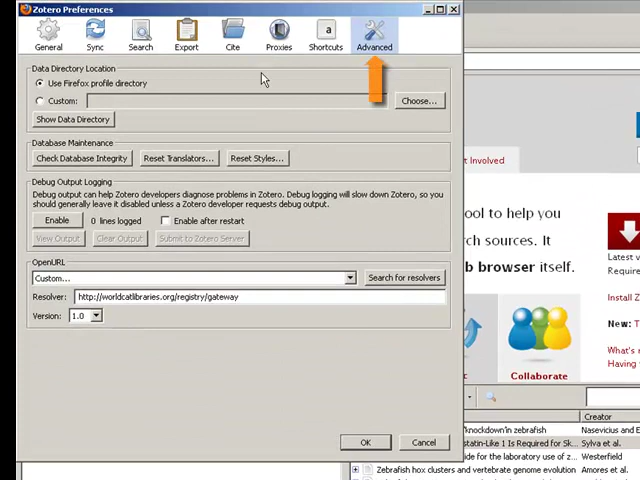 Zotero Preferences
General Sync Search Export Cite Proxies Shortcuts Advanced
a
Data Directory Location
Use Firefox profile directory
Custom:
Choose...
Show Data Directory
Database Maintenance
Check Database Integrity Reset Translators... Reset Styles...
Debug Output Logging
Debug output can help Zotero developers diagnose problems in Zotero. Debug logging will slow down Zotero, so you
should generally leave it disabled unless a Zotero developer requests debug output.
Enable 0 lines logged Enable after restart
View Output Clear Output Submit to Zotero Server
OpenURL
Custom... Search for resolvers
Resolver: http://worldcatlibraries.org/registry/gateway
Version: 1.0
OK Cancel
Get Involved
tool to help you
rch sources. It
b browser itself.
Latest v
Require
Install Z
New: T
What's
Having
Collaborate
Creator
'knockdown' in zebrafish Nasevicius and E
statin-Like 1 Is Required for Sk... Sylva et al.
ide for the laboratory use of z... Westerfield
Zebrafish hox clusters and vertebrate genome evolution Amores et al.